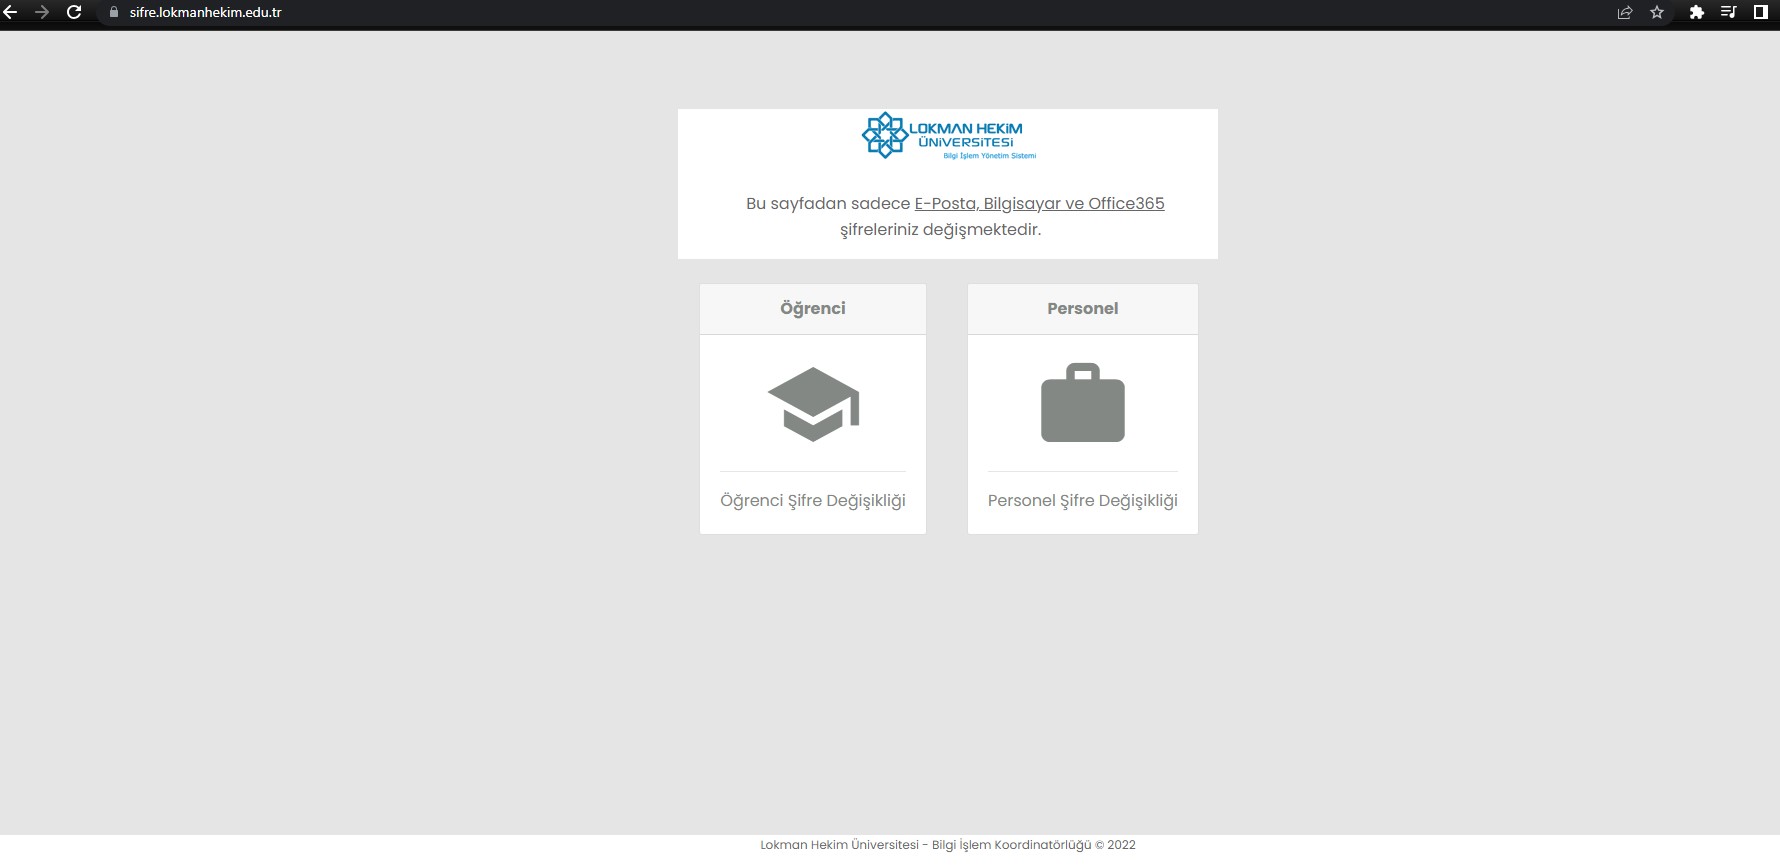 sifre.lokmanhekim.edu.tr
LOKMAN HEKİM
ÜNİVERSİTESİ
Bilgi İşlem Yönetim Sistemi
Bu sayfadan sadece E-Posta, Bilgisayar ve Office365
şifreleriniz değişmektedir.
Öğrenci
Personel
Öğrenci Şifre Değişikliği
Personel Şifre Değişikliği
Lokman Hekim Üniversitesi - Bilgi İşlem Koordinatörlüğü © 2022